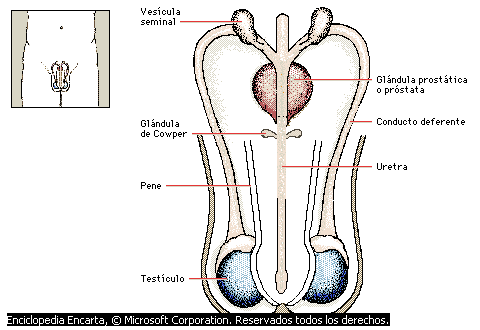 Vesícula
seminal
Glándula prostática
o próstata
Conducto deferente
Glándula
de Cowper
Uretra
Pene
Testículo
Enciclopedia Encarta, © Microsoft Corporation. Reservados todos los derechos.